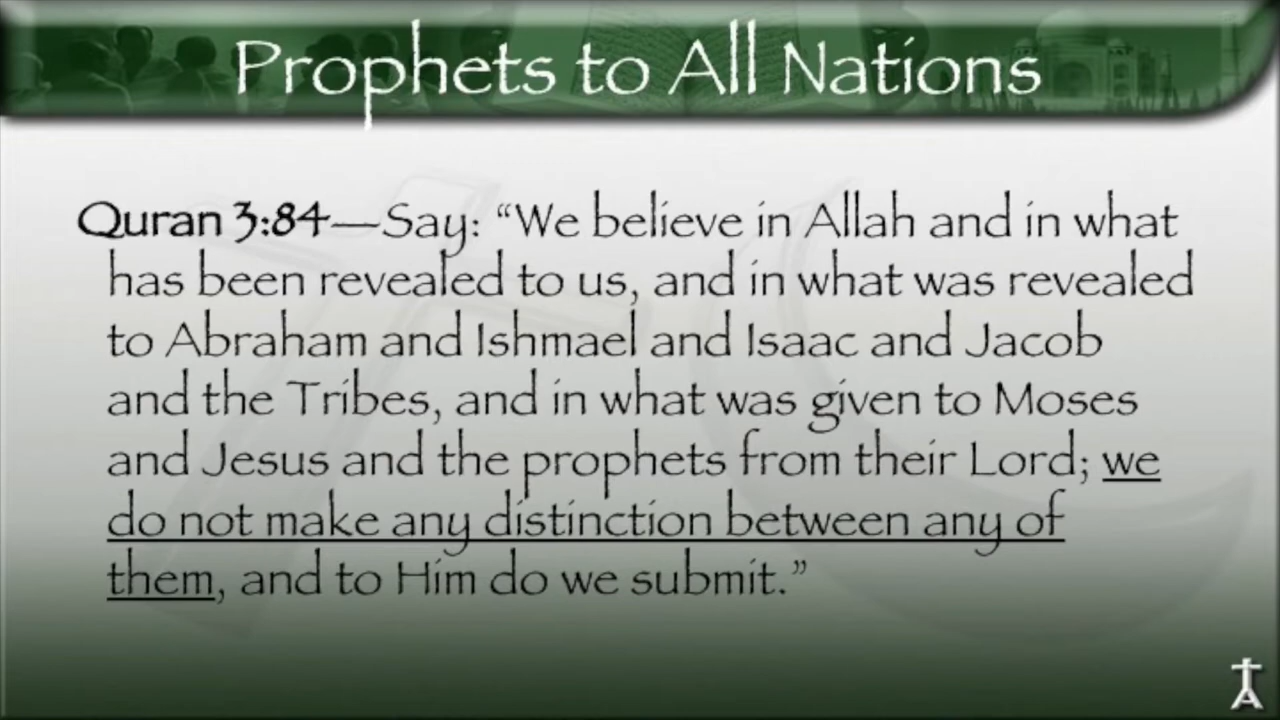 Prophets to All Nations
Quran 3:84—Say: “We believe in Allah and in what
has been revealed to us, and in what was revealed
to Abraham and Ishmael and Isaac and Jacob
and the Tribes, and in what was given to Moses
and Jesus and the prophets from their Lord; we
do not make any distinction between any of
them, and to Him do we submit.”